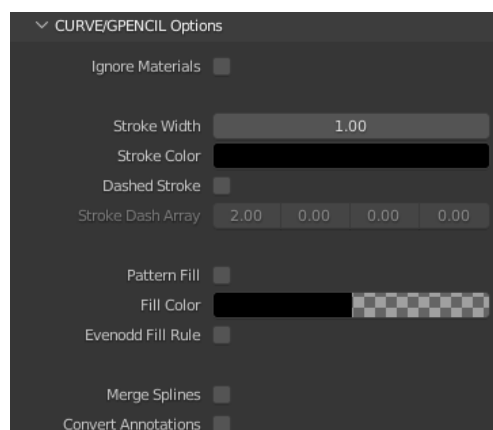 CURVE/GPENCIL Options
Ignore Materials
Stroke Width 1.00
Stroke Color
Dashed Stroke
Stroke Dash Array 2.00 0.00 0.00 0.00
Pattern Fill
Fill Color
Evenodd Fill Rule
Merge Splines
Convert Annotations